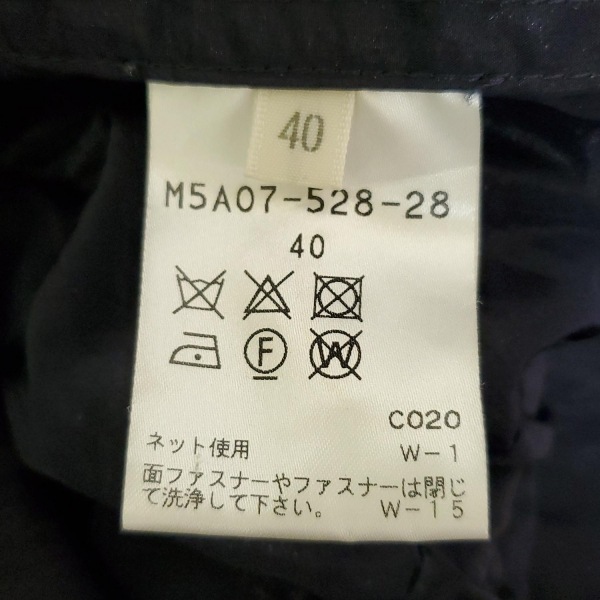 40
M5A07-528-28
40
F W
C020
ネット使用 W-1
面ファスナーやファスナーは閉じ
て洗浄して下さい。 W-15